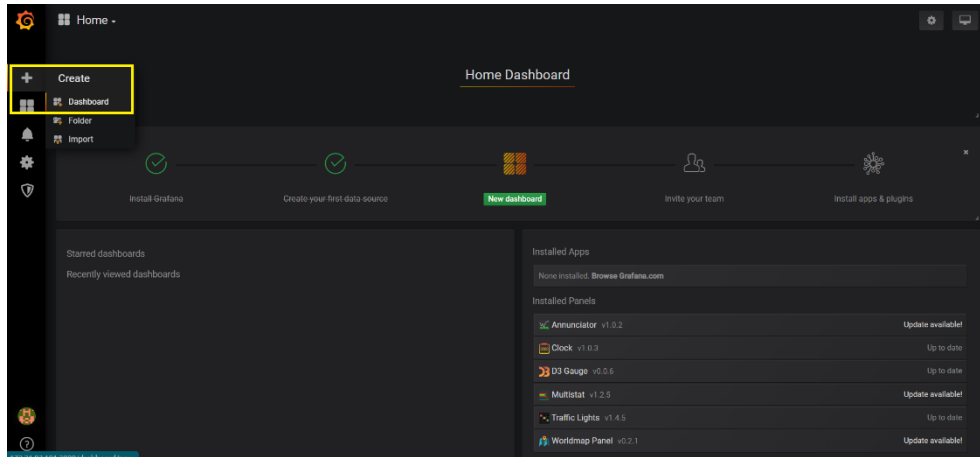 Home
Create
Dashboard
Folder
Import
Home Dashboard
Install Grafana
Create your first data source
New dashboard
Invite your team
Install apps & plugins
Starred dashboards
Recently viewed dashboards
Installed Apps
None installed. Browse Grafana.com
Installed Panels
Annunciator v1.0.2 Update available!
Clock v1.0.3 Up to date
D3 Gauge v0.0.6 Up to date
Multistat v1.2.5 Update available!
Traffic Lights v1.4.5 Up to date
Worldmap Panel v0.2.1 Update available!